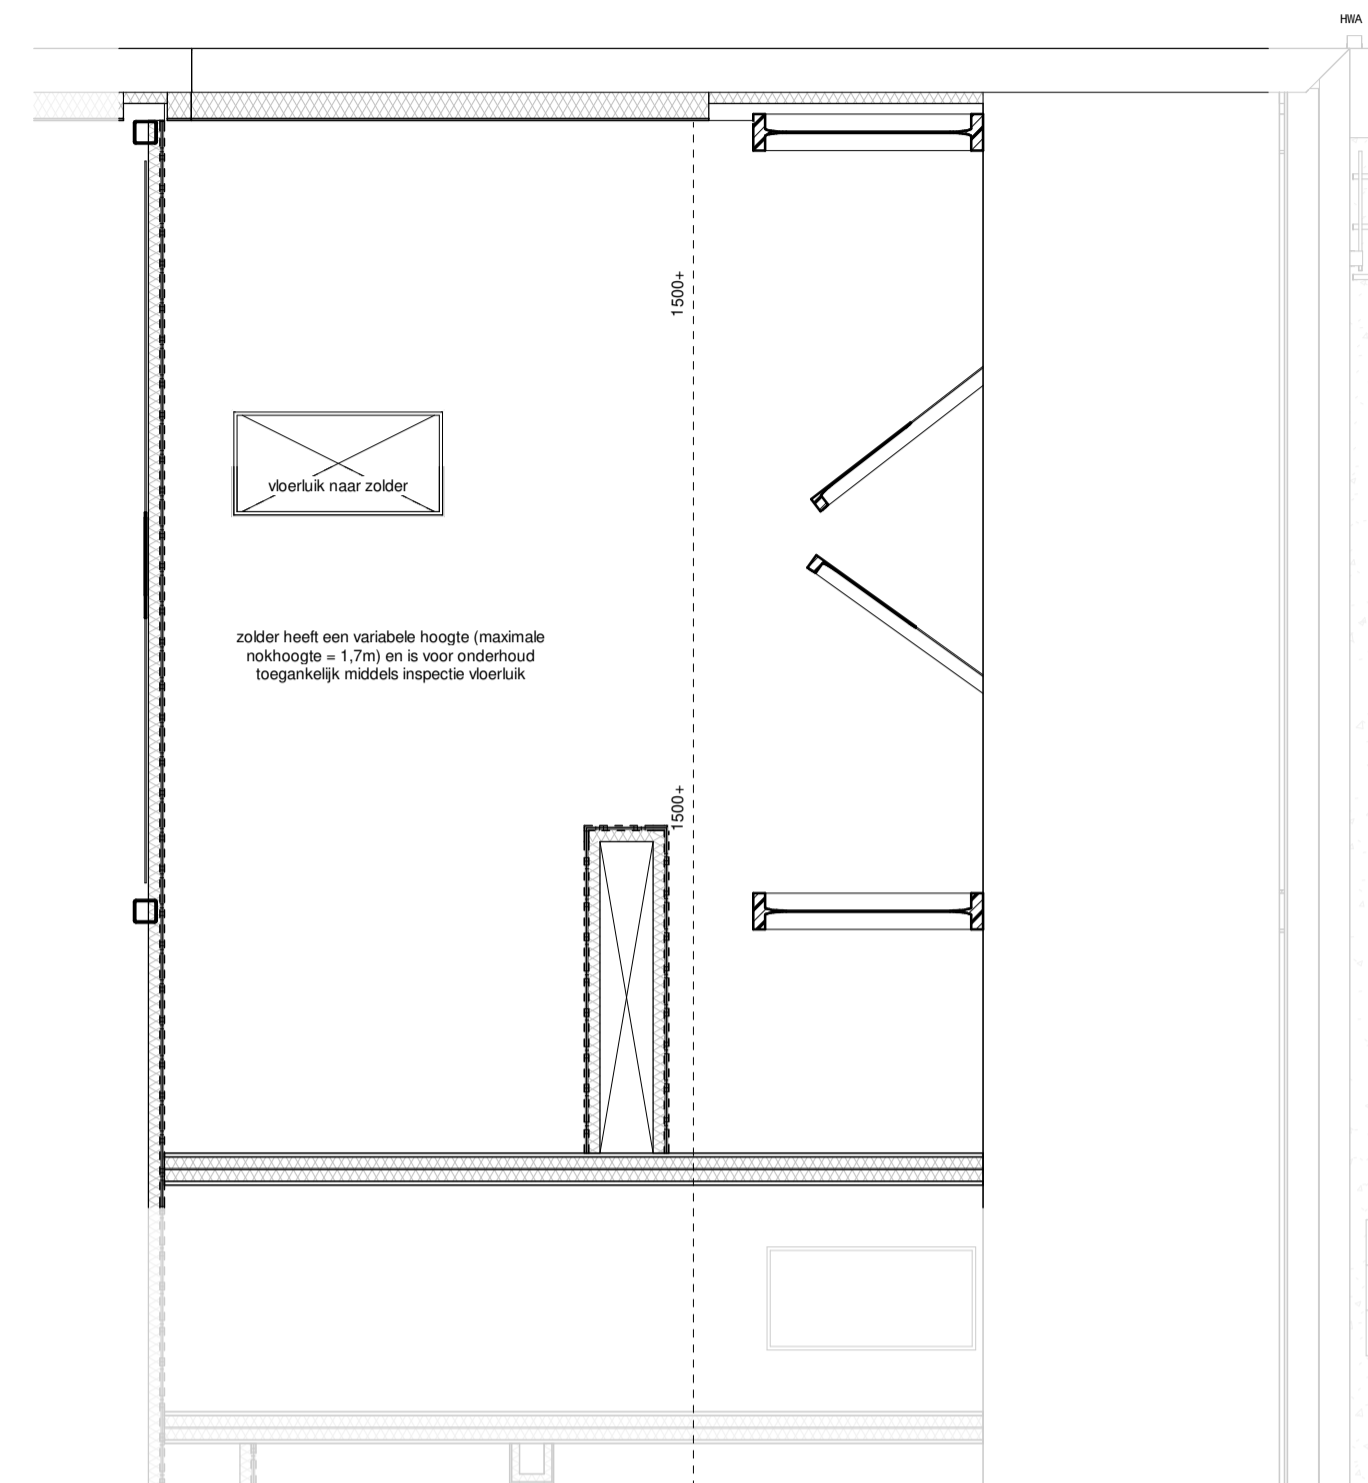 HWA
1500+
vloerluik naar zolder
zolder heeft een variabele hoogte (maximale
nokhoogte = 1,7m) en is voor onderhoud
toegankelijk middels inspectie vloerluik
1500+